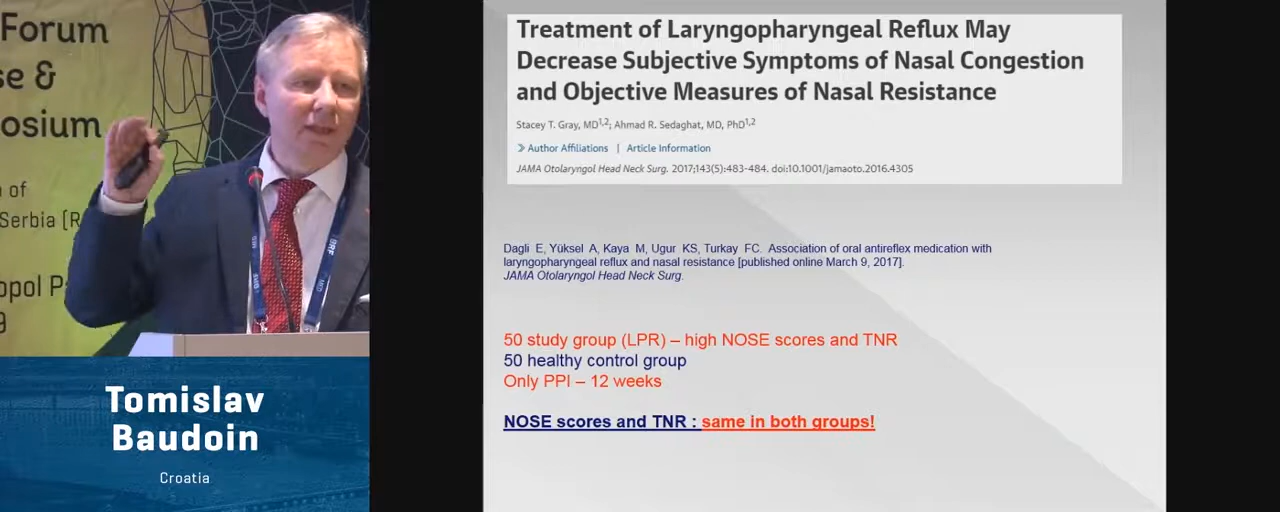 Forum
se &
posium
of
Serbia (R
opol P
9
Tomislav
Baudoin
Croatia
Treatment of Laryngopharyngeal Reflux May
Decrease Subjective Symptoms of Nasal Congestion
and Objective Measures of Nasal Resistance
Stacey T. Gray, MD1,2; Ahmad R. Sedaghat, MD, PhD1,2
» Author Affiliations | Article Information
JAMA Otolaryngol Head Neck Surg. 2017;143(5):483-484. doi:10.1001/jamaoto.2016.4305
Dagli E, Yüksel A, Kaya M, Ugur KS, Turkay FC. Association of oral antireflex medication with
laryngopharyngeal reflux and nasal resistance [published online March 9, 2017].
JAMA Otolaryngol Head Neck Surg.
50 study group (LPR) – high NOSE scores and TNR
50 healthy control group
Only PPI – 12 weeks
NOSE scores and TNR : same in both groups!